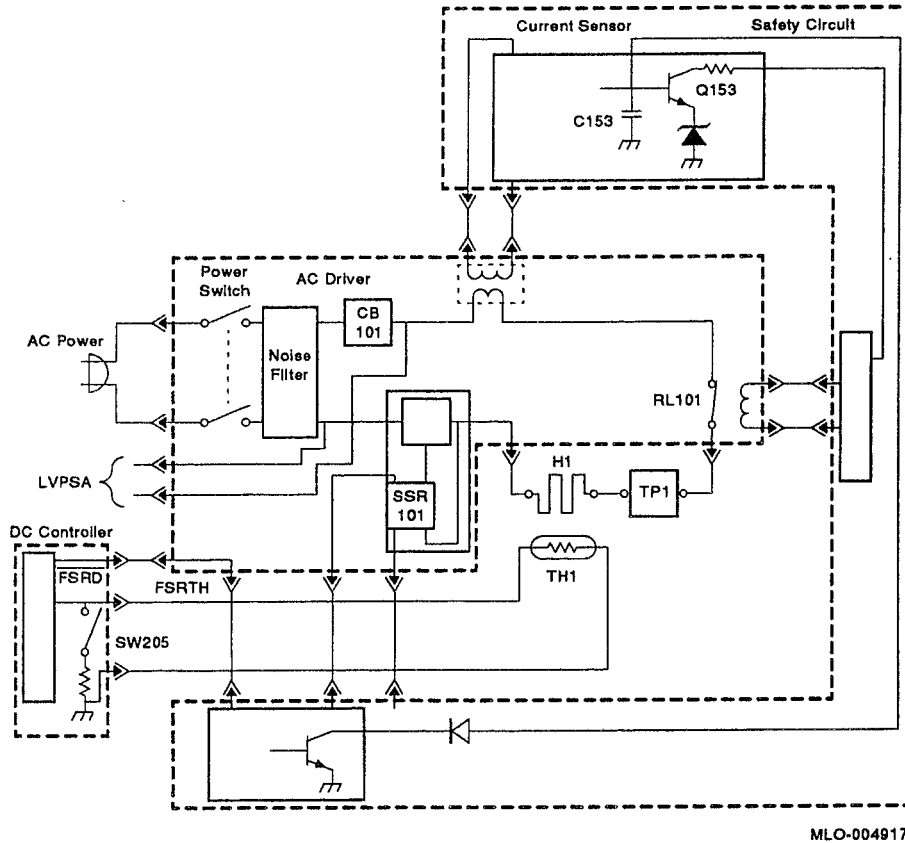 Current Sensor
Safety Circuit
Q153
C153
Power
Switch
AC Driver
CB
101
AC Power
Noise
Filter
RL101
LVPSA
H1
TP1
SSR
101
DC Controller
FSRD
FSRTH
TH1
SW205
MLO-004917